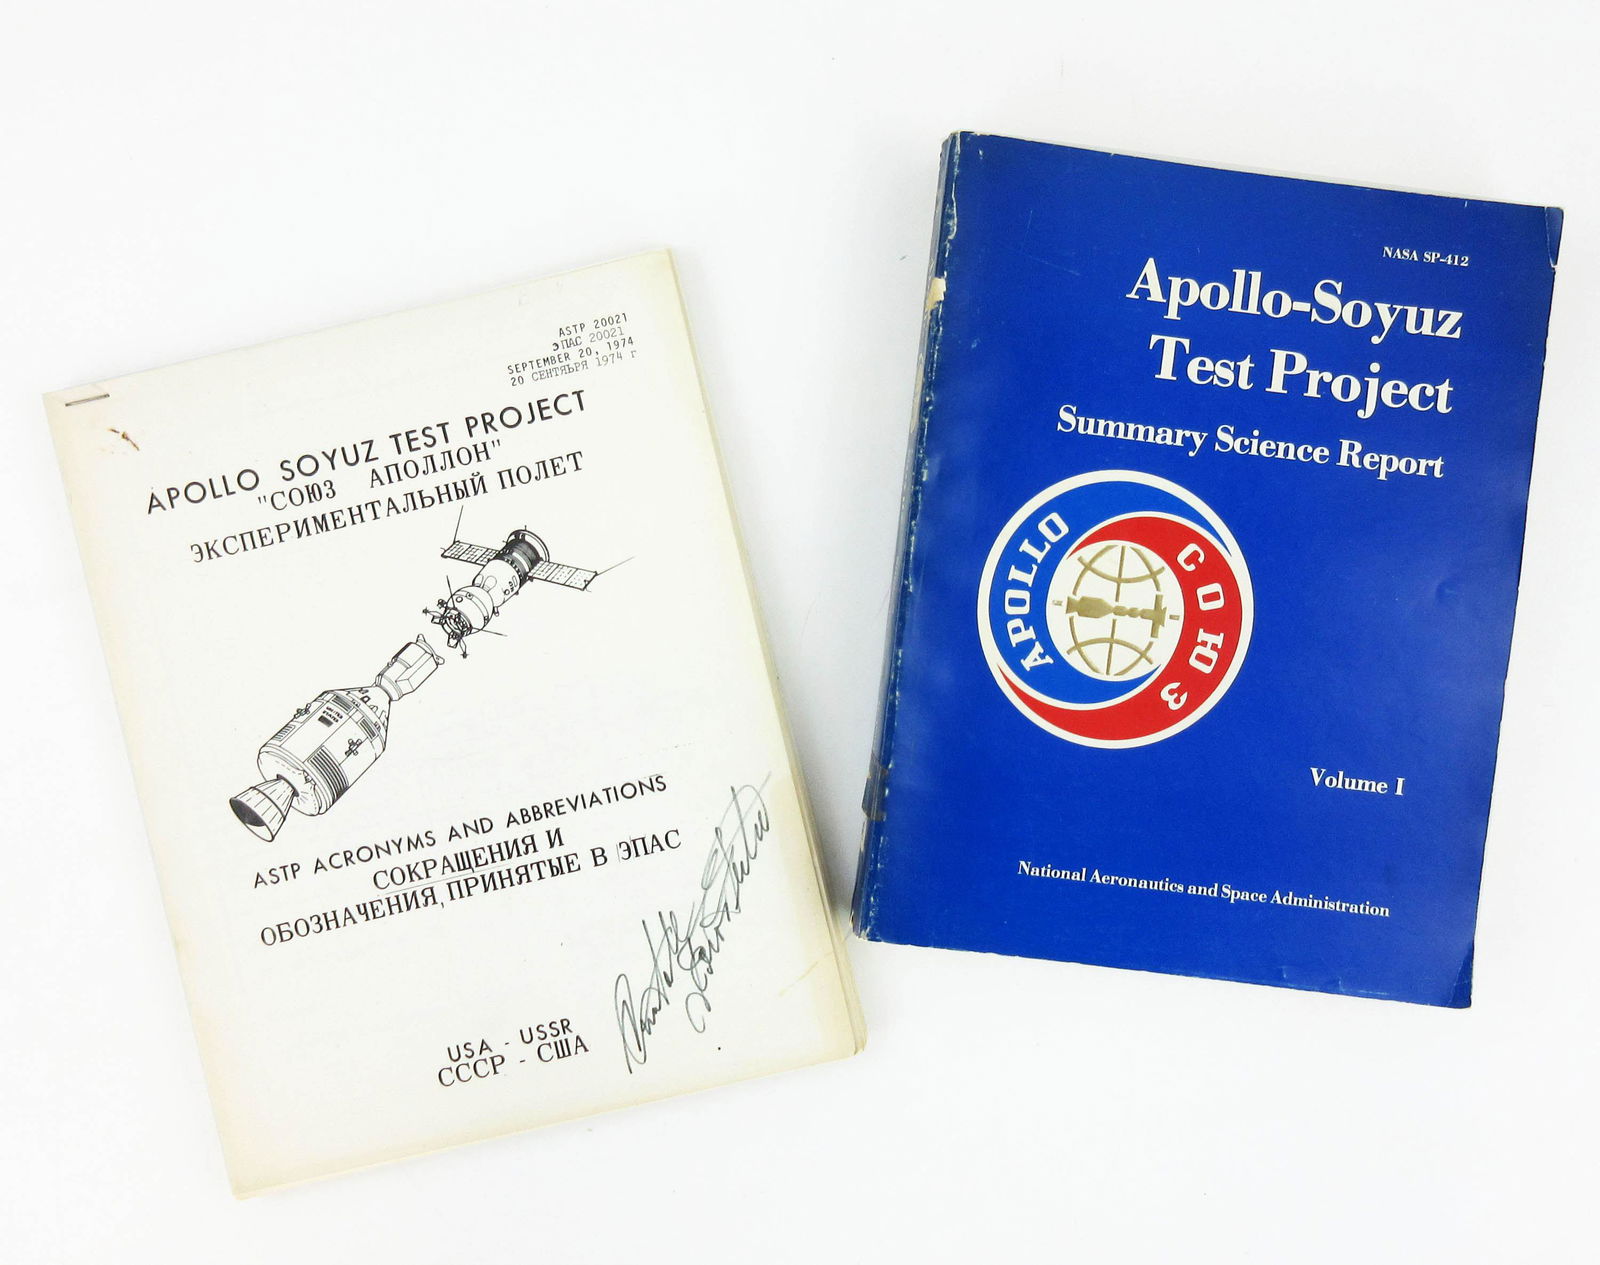 ASTP 20021
ЭПАС 20021
SEPTEMBER 20, 1974
20 СЕНТЯБРЯ 1974 г
APOLLO SOYUZ TEST PROJECT
"СОЮЗ АПОЛЛОН"
ЭКСПЕРИМЕНТАЛЬНЫЙ ПОЛЕТ
UNITED
STATES
ASTP ACRONYMS AND ABBREVIATIONS
СОКРАЩЕНИЯ И
ОБОЗНАЧЕНИЯ, ПРИНЯТЫЕ В ЭПАС
USA - USSR
СССР - США
NASA SP-412
Apollo-Soyuz
Test Project
Summary Science Report
APOLLO
СОЮЗ
Volume I
National Aeronautics and Space Administration